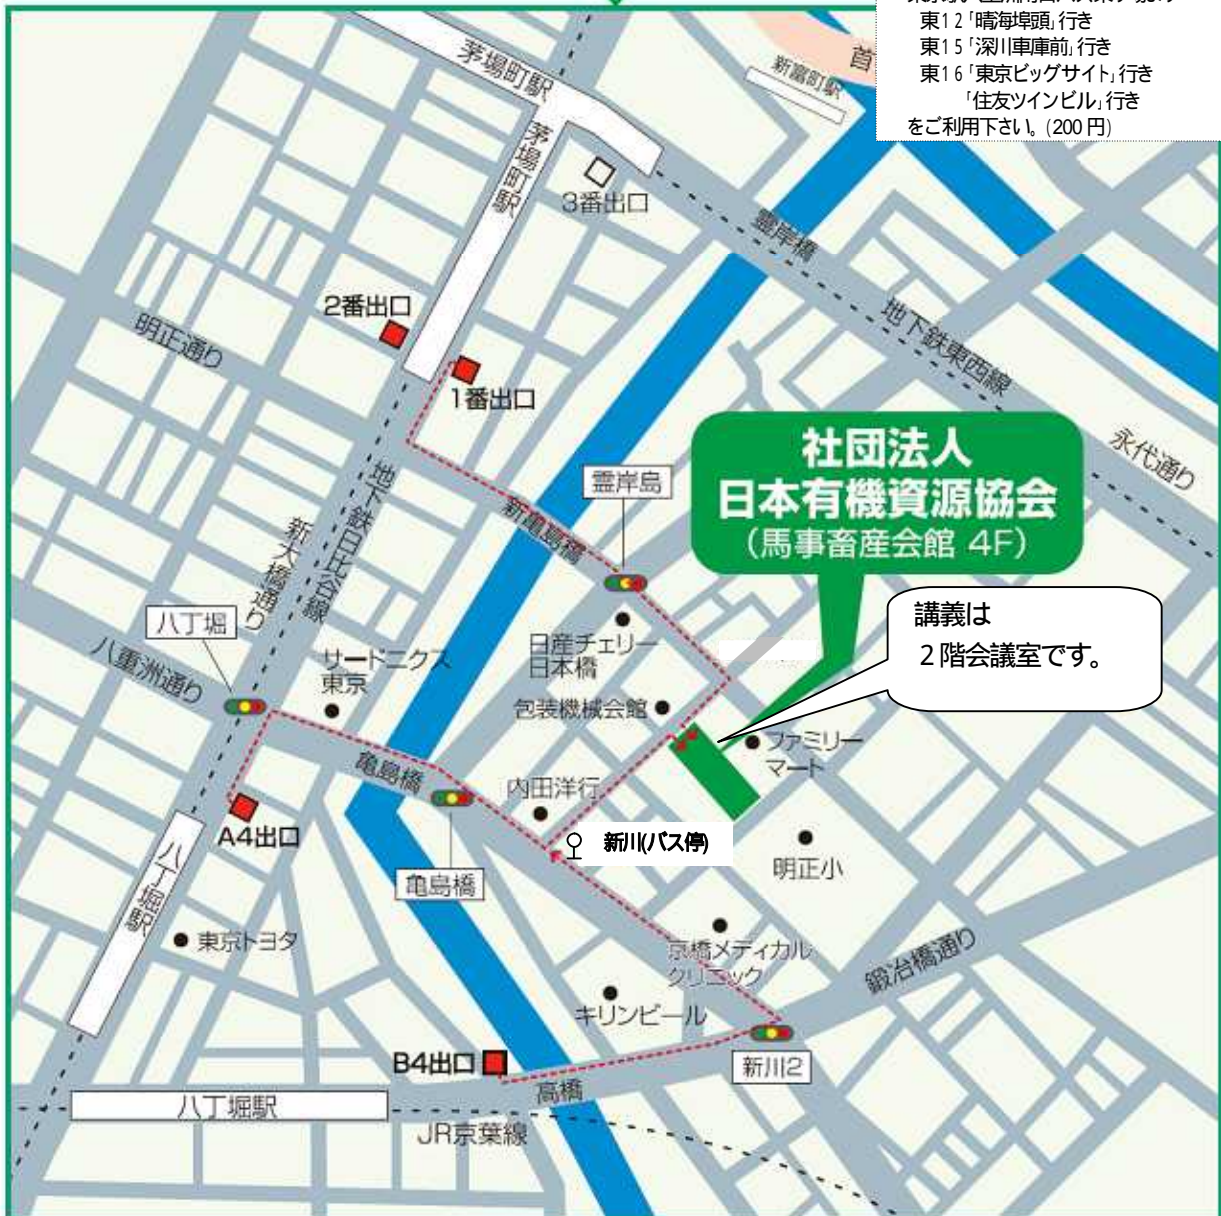 東12「晴海埠頭」行き
東15「深川車庫前」行き
東16「東京ビッグサイト」行き
「住友ツインビル」行き
をご利用下さい。(200円)
首
新富町駅
茅場町駅
茅場町駅
3番出口
霊岸橋
2番出口
明正通り
地下鉄東西線
1番出口
永代通り
社団法人
日本有機資源協会
(馬事畜産会館 4F)
霊岸島
新亀島橋
地下鉄日比谷線
新大橋通り
講義は
2階会議室です。
八丁堀
八重洲通り
サードニクス
東京
日産チェリー
日本橋
包装機械会館
ファミリー
マート
亀島橋
内田洋行
A4出口
新川(バス停)
明正小
亀島橋
八丁堀駅
東京トヨタ
京橋メディカル
クリニック
鍛冶橋通り
キリンビール
B4出口
新川2
高橋
八丁堀駅
JR京葉線